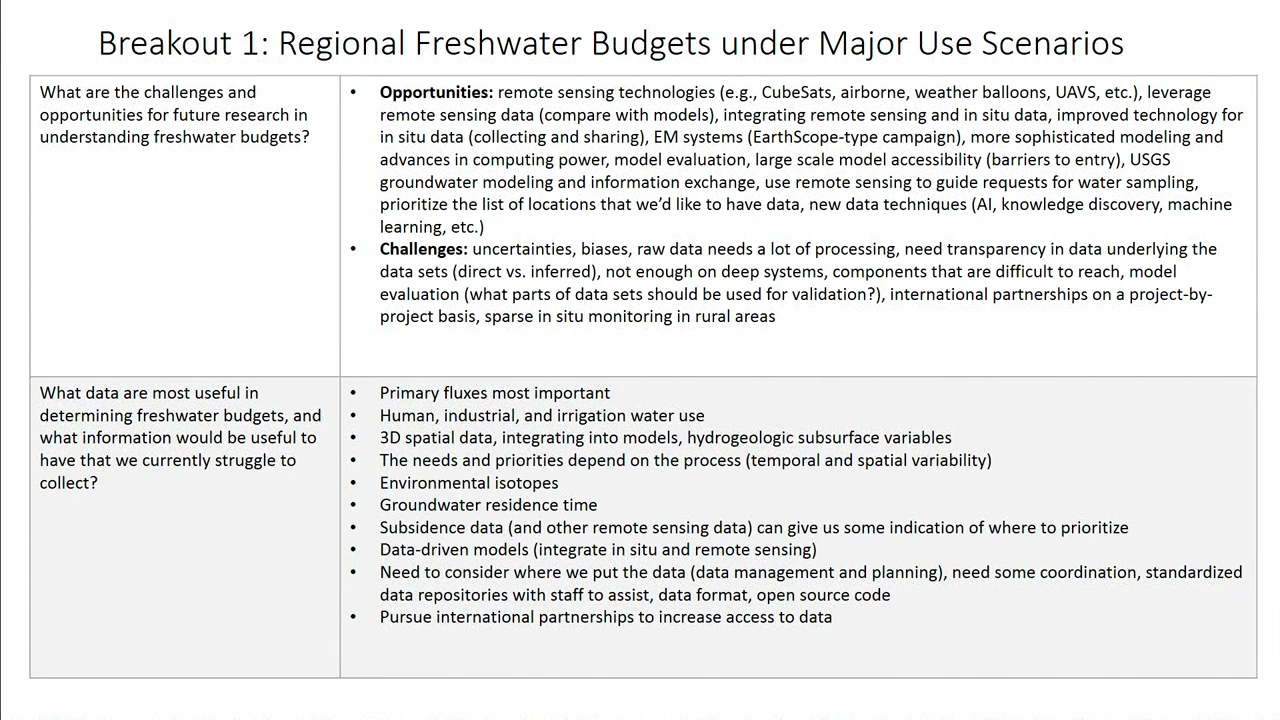 Breakout 1: Regional Freshwater Budgets under Major Use Scenarios
What are the challenges and
opportunities for future research in
understanding freshwater budgets?
• Opportunities: remote sensing technologies (e.g., CubeSats, airborne, weather balloons, UAVS, etc.), leverage
remote sensing data (compare with models), integrating remote sensing and in situ data, improved technology for
in situ data (collecting and sharing), EM systems (EarthScope-type campaign), more sophisticated modeling and
advances in computing power, model evaluation, large scale model accessibility (barriers to entry), USGS
groundwater modeling and information exchange, use remote sensing to guide requests for water sampling,
prioritize the list of locations that we'd like to have data, new data techniques (AI, knowledge discovery, machine
learning, etc.)
• Challenges: uncertainties, biases, raw data needs a lot of processing, need transparency in data underlying the
data sets (direct vs. inferred), not enough on deep systems, components that are difficult to reach, model
evaluation (what parts of data sets should be used for validation?), international partnerships on a project-by-
project basis, sparse in situ monitoring in rural areas
What data are most useful in
determining freshwater budgets, and
what information would be useful to
have that we currently struggle to
collect?
• Primary fluxes most important
• Human, industrial, and irrigation water use
• 3D spatial data, integrating into models, hydrogeologic subsurface variables
• The needs and priorities depend on the process (temporal and spatial variability)
• Environmental isotopes
• Groundwater residence time
• Subsidence data (and other remote sensing data) can give us some indication of where to prioritize
• Data-driven models (integrate in situ and remote sensing)
• Need to consider where we put the data (data management and planning), need some coordination, standardized
data repositories with staff to assist, data format, open source code
• Pursue international partnerships to increase access to data